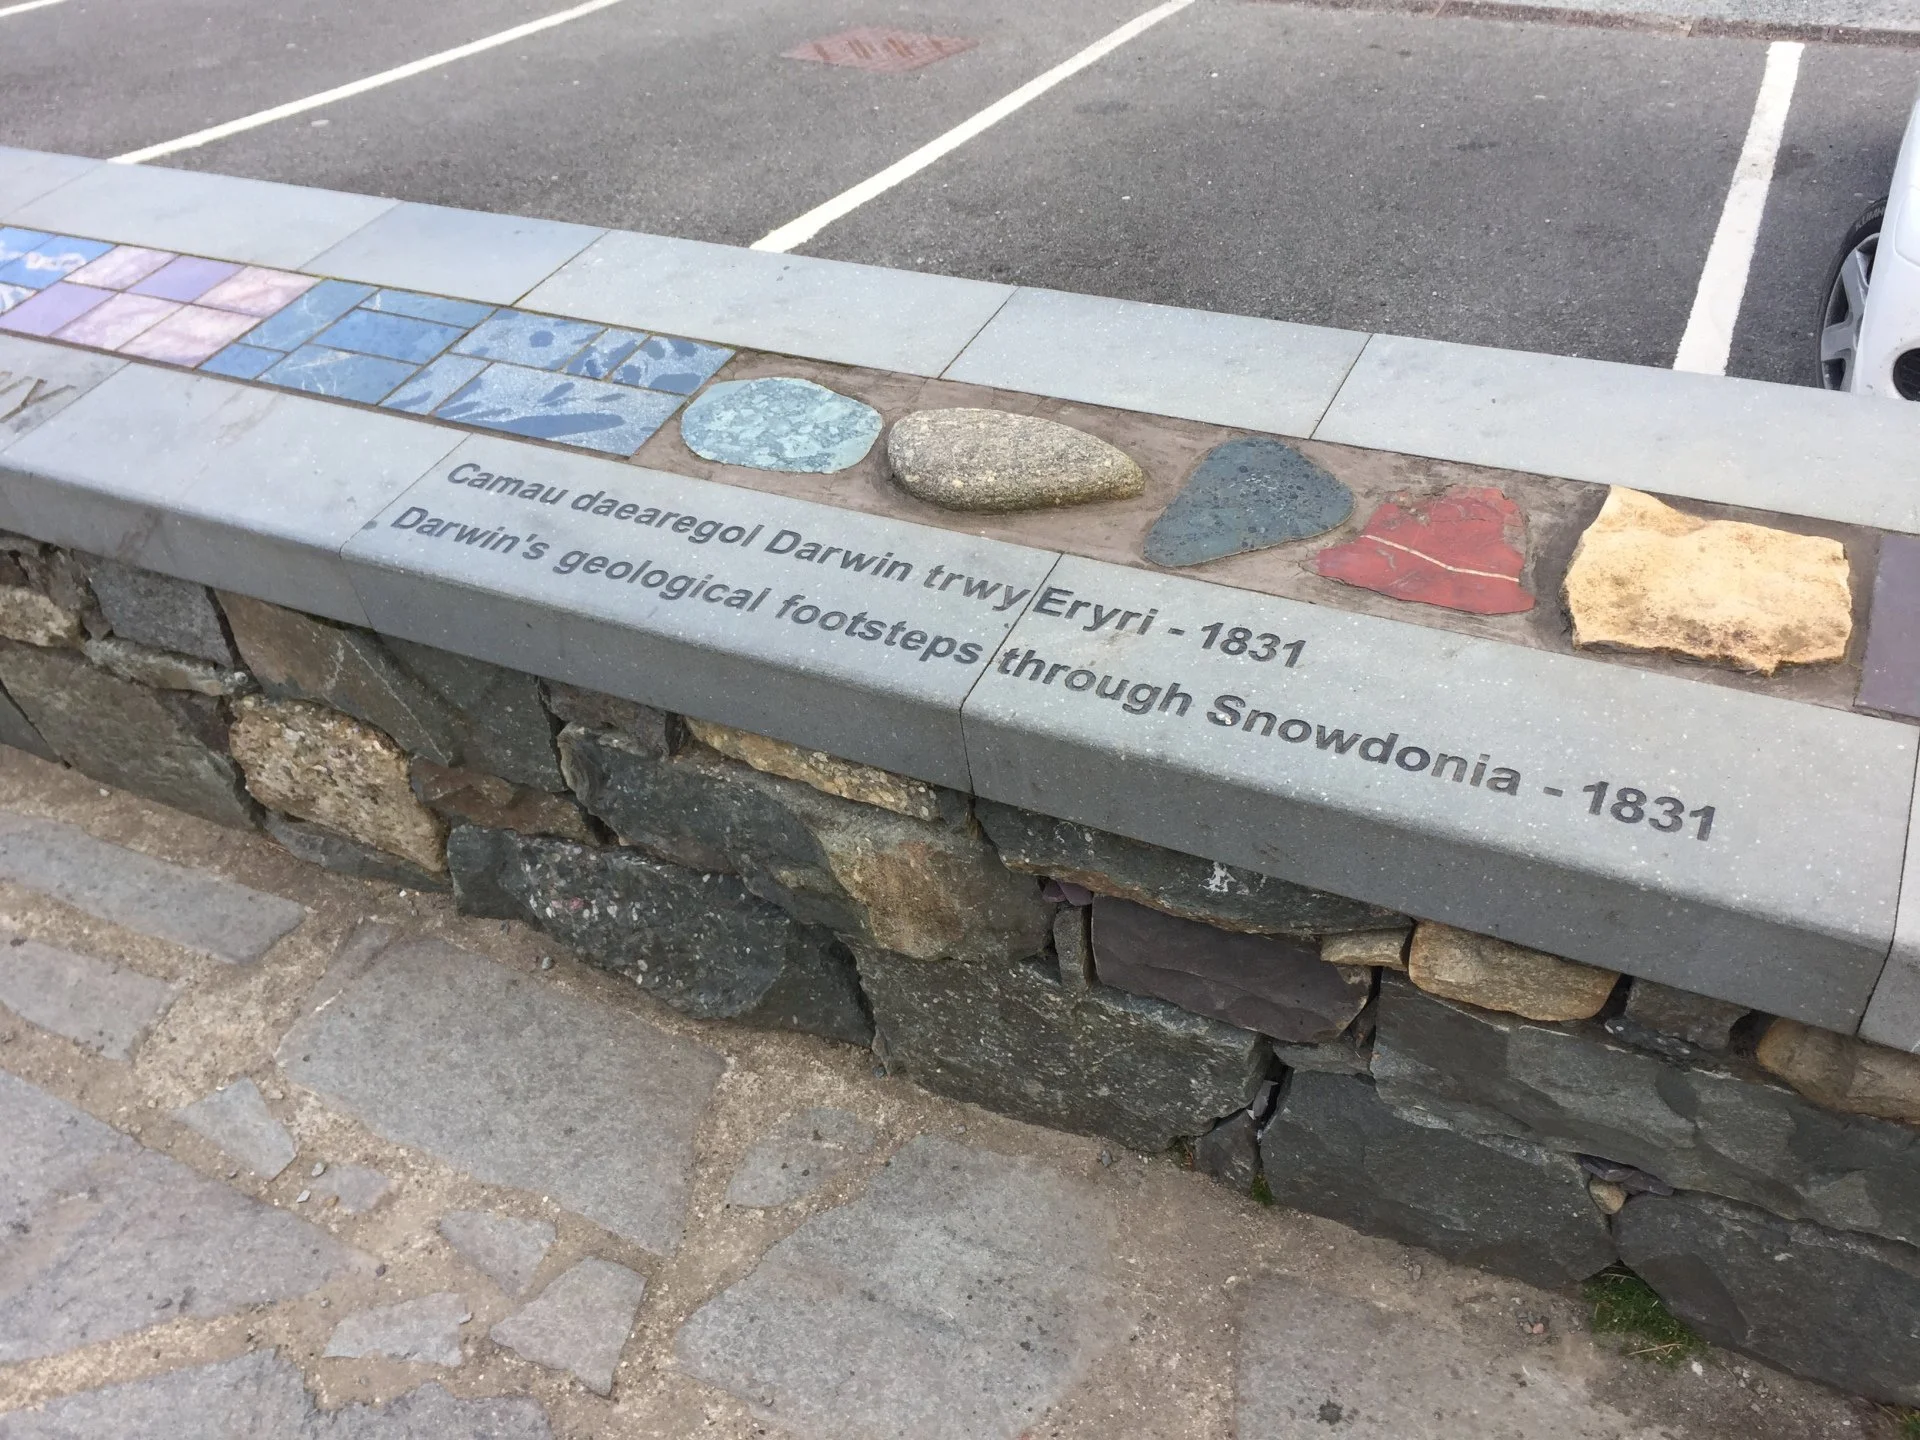 Camau daearegol Darwin trwy Eryri - 1831
Darwin's geological footsteps through Snowdonia - 1831